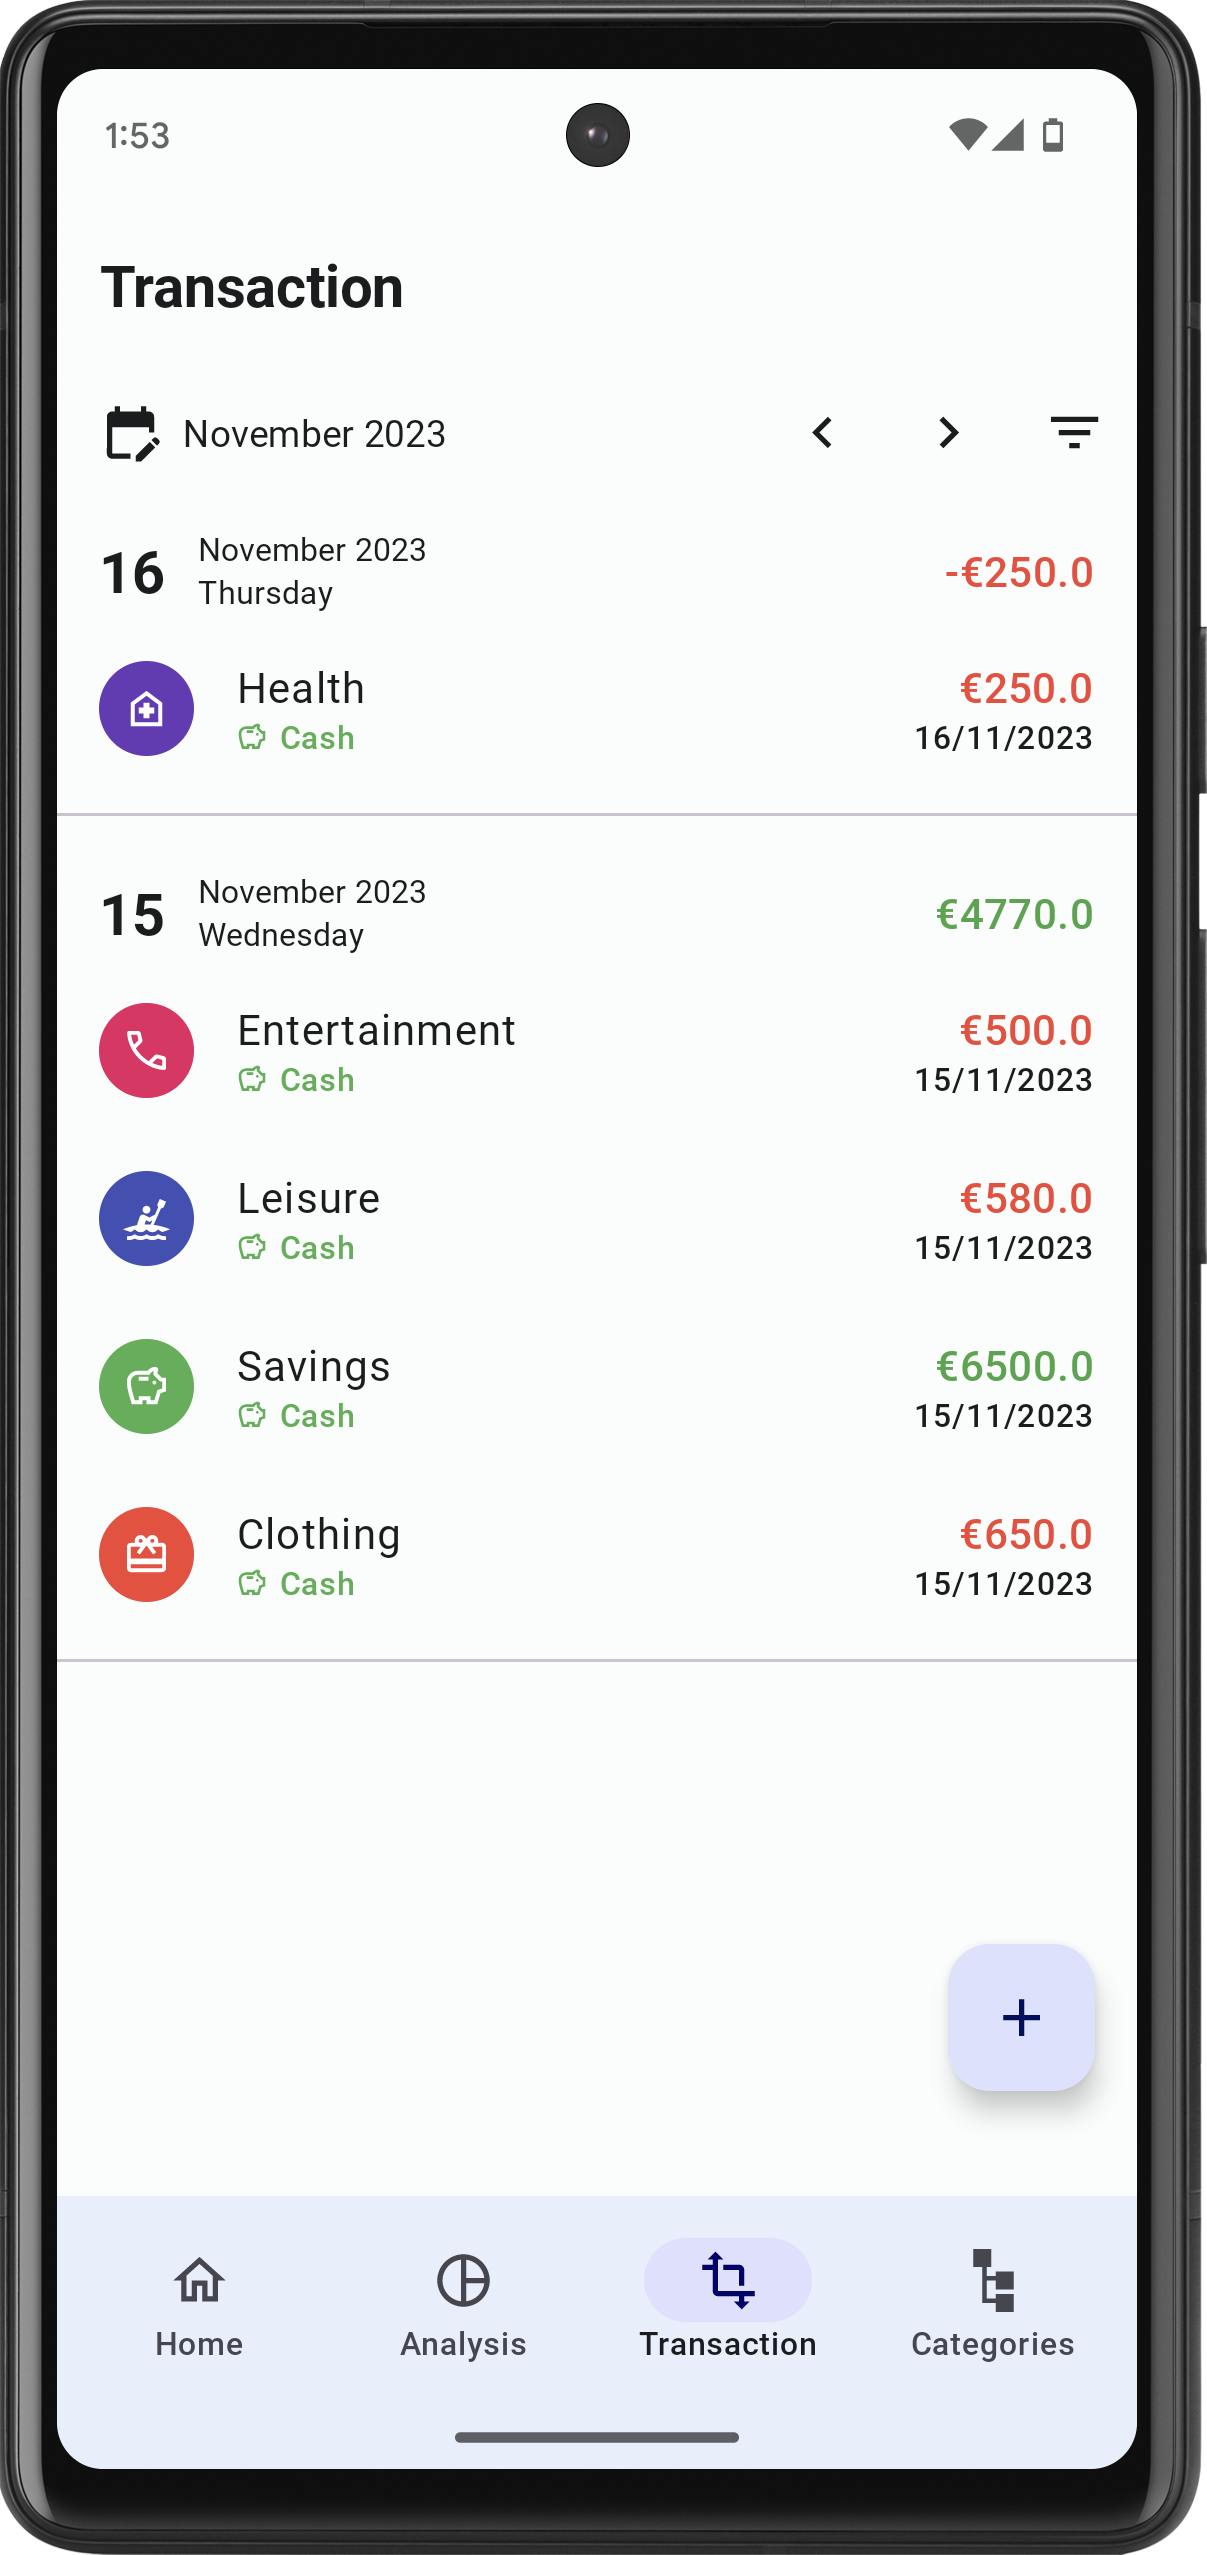 1:53
Transaction
November 2023
16
November 2023
Thursday
-€250.0
Health
€250.0
Cash
16/11/2023
15
November 2023
Wednesday
€4770.0
Entertainment
€500.0
Cash
15/11/2023
Leisure
€580.0
Cash
15/11/2023
Savings
€6500.0
Cash
15/11/2023
Clothing
€650.0
Cash
15/11/2023
Home
Analysis
Transaction
Categories